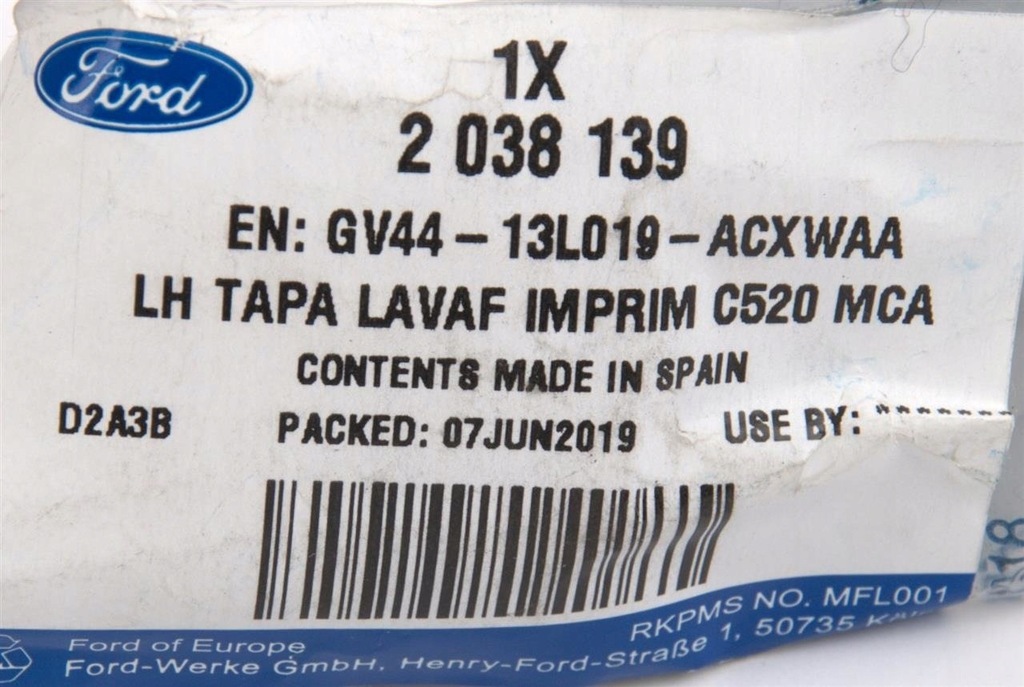 Ford
1X
2 038 139
EN: GV44 - 13L019 - ACXWAA
LH TAPA LAVAF IMPRIM C520 MCA
CONTENTS MADE IN SPAIN
D2A3B PACKED: 07JUN2019 USE BY: *******
RKPMS NO. MFL001
Ford of Europe
Ford-Werke GmbH, Henry-Ford-Straße 1, 50735